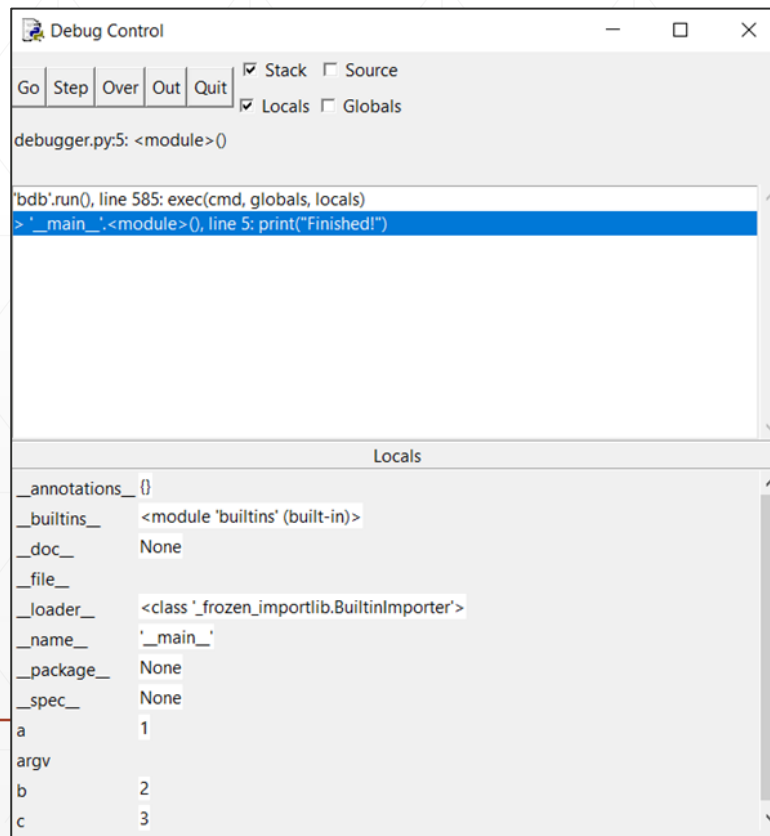 Debug Control
Go Step Over Out Quit Stack Source
Locals Globals
debugger.py:5: <module>()
'bdb'.run(), line 585: exec(cmd, globals, locals)
> '__main__'.<module>(), line 5: print("Finished!")
Locals
__annotations__ {}
__builtins__ <module 'builtins' (built-in)>
__doc__ None
__file__
__loader__ <class '_frozen_importlib.BuiltinImporter'>
__name__ '__main__'
__package__ None
__spec__ None
a 1
argv
b 2
c 3